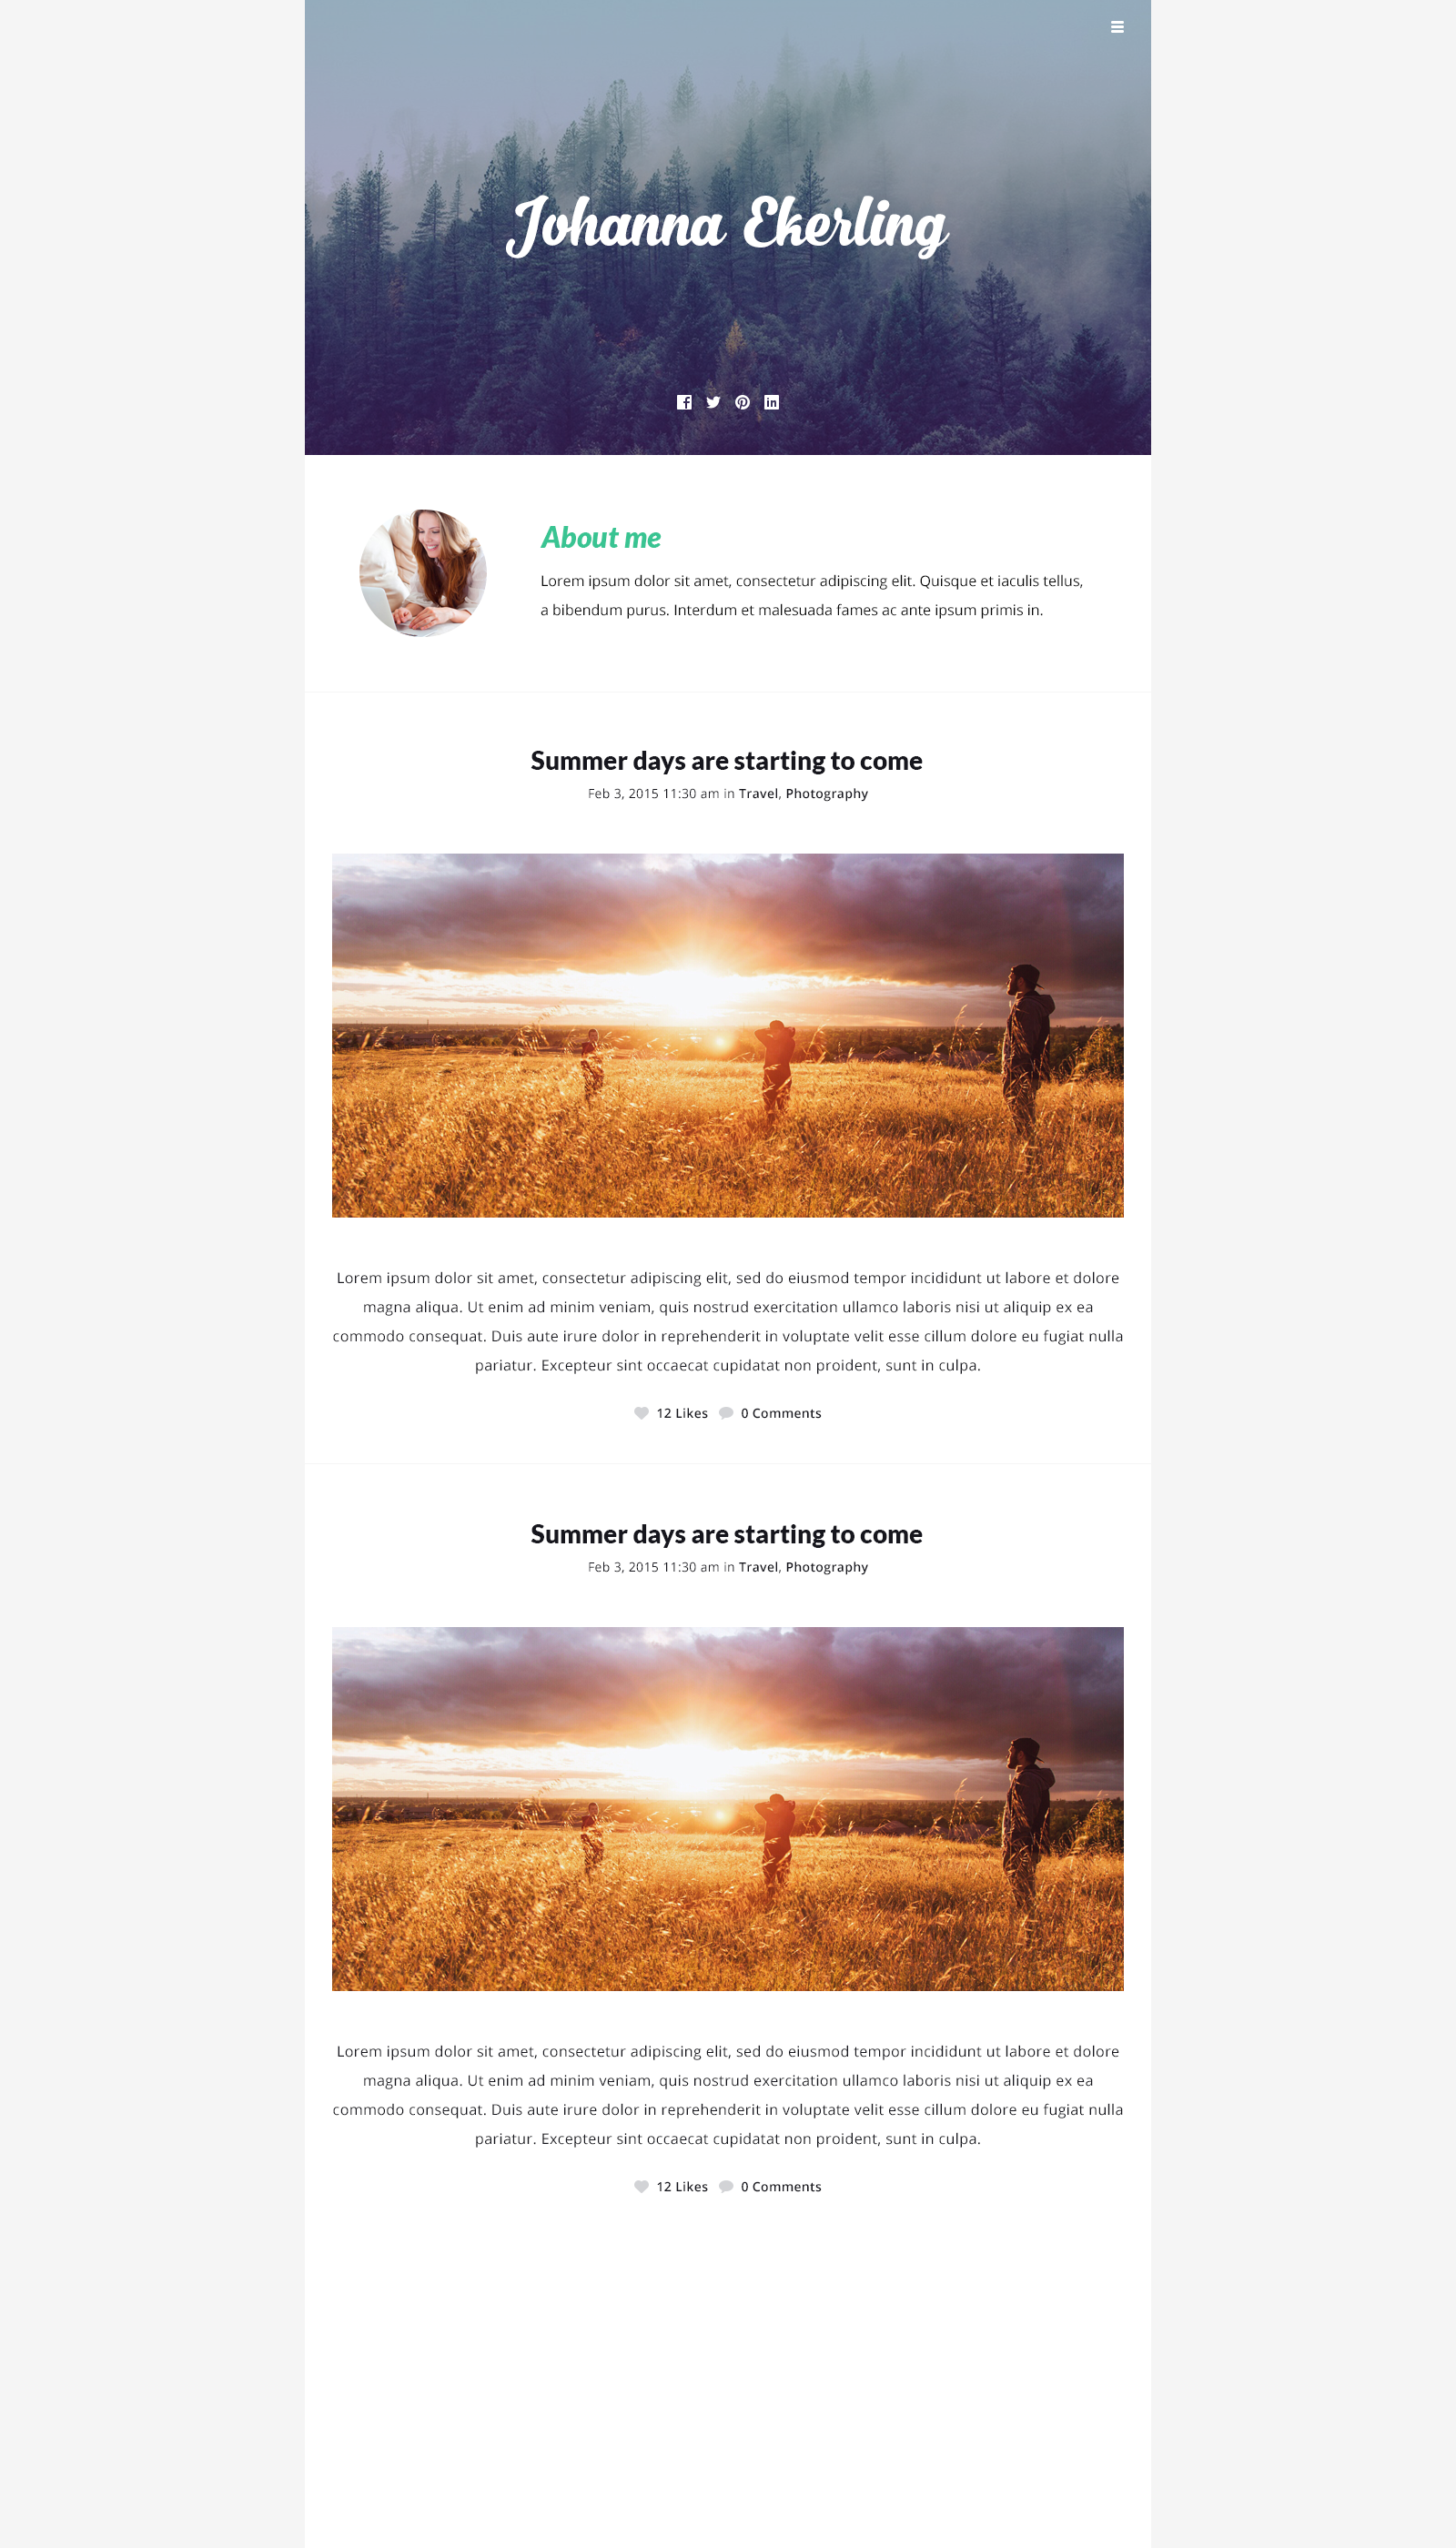 Johanna Ekerling
About me
Lorem ipsum dolor sit amet, consectetur adipiscing elit. Quisque et iaculis tellus,
a bibendum purus. Interdum et malesuada fames ac ante ipsum primis in.
Summer days are starting to come
Feb 3, 2015 11:30 am in Travel, Photography
Lorem ipsum dolor sit amet, consectetur adipiscing elit, sed do eiusmod tempor incididunt ut labore et dolore
magna aliqua. Ut enim ad minim veniam, quis nostrud exercitation ullamco laboris nisi ut aliquip ex ea
commodo consequat. Duis aute irure dolor in reprehenderit in voluptate velit esse cillum dolore eu fugiat nulla
pariatur. Excepteur sint occaecat cupidatat non proident, sunt in culpa.
12 Likes 0 Comments
Summer days are starting to come
Feb 3, 2015 11:30 am in Travel, Photography
Lorem ipsum dolor sit amet, consectetur adipiscing elit, sed do eiusmod tempor incididunt ut labore et dolore
magna aliqua. Ut enim ad minim veniam, quis nostrud exercitation ullamco laboris nisi ut aliquip ex ea
commodo consequat. Duis aute irure dolor in reprehenderit in voluptate velit esse cillum dolore eu fugiat nulla
pariatur. Excepteur sint occaecat cupidatat non proident, sunt in culpa.
12 Likes 0 Comments